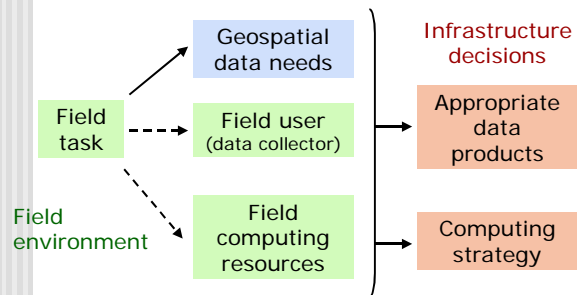 Geospatial
data needs
Infrastructure
decisions
Field
task
Field user
(data collector)
Appropriate
data
products
Field
environment
Field
computing
resources
Computing
strategy